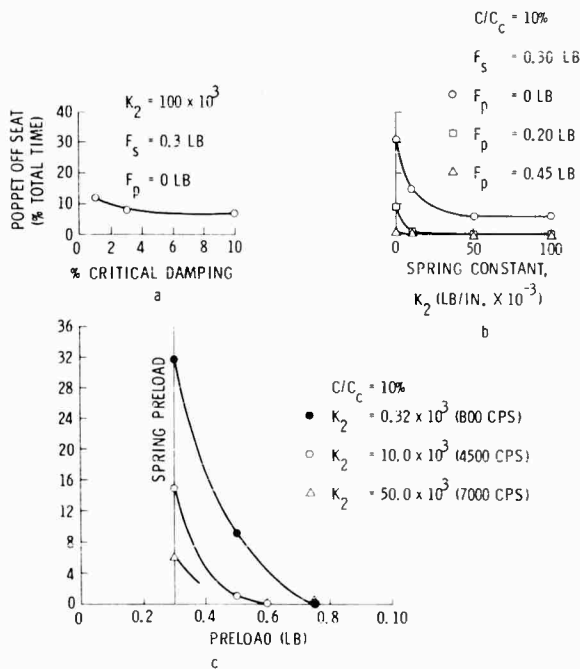 C/C_c = 10%
F_s = 0.30 LB
F_p = 0 LB
F_p = 0.20 LB
F_p = 0.45 LB
K_2 = 100 x 10^3
F_s = 0.3 LB
F_p = 0 LB
POPPET OFF SEAT
(% TOTAL TIME)
40
30
20
10
0
0 2 4 6 8 10
% CRITICAL DAMPING
a
0 50 100
SPRING CONSTANT,
K_2 (LB/IN. X 10^-3)
b
36
32
28
24
20
16
12
8
4
0
SPRING PRELOAD
C/C_c = 10%
K_2 = 0.32 x 10^3 (800 CPS)
K_2 = 10.0 x 10^3 (4500 CPS)
K_2 = 50.0 x 10^3 (7000 CPS)
0 0.2 0.4 0.6 0.8 0.10
PRELOAD (LB)
c